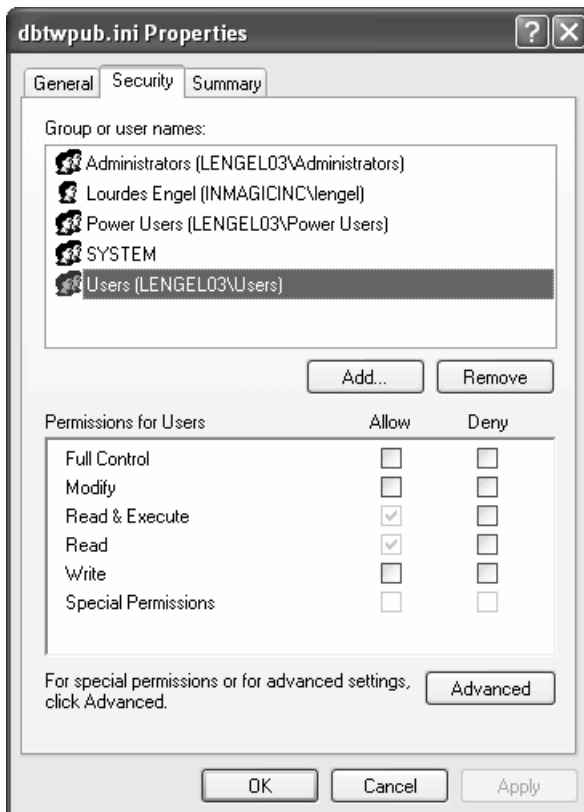 dbtwpub.ini Properties
General Security Summary
Group or user names:
Administrators (LENGEL03\Administrators)
Lourdes Engel (INMAGICINC\lengel)
Power Users (LENGEL03\Power Users)
SYSTEM
Users (LENGEL03\Users)
Add... Remove
Permissions for Users Allow Deny
Full Control
Modify
Read & Execute
Read
Write
Special Permissions
For special permissions or for advanced settings,
click Advanced.
Advanced
OK Cancel Apply